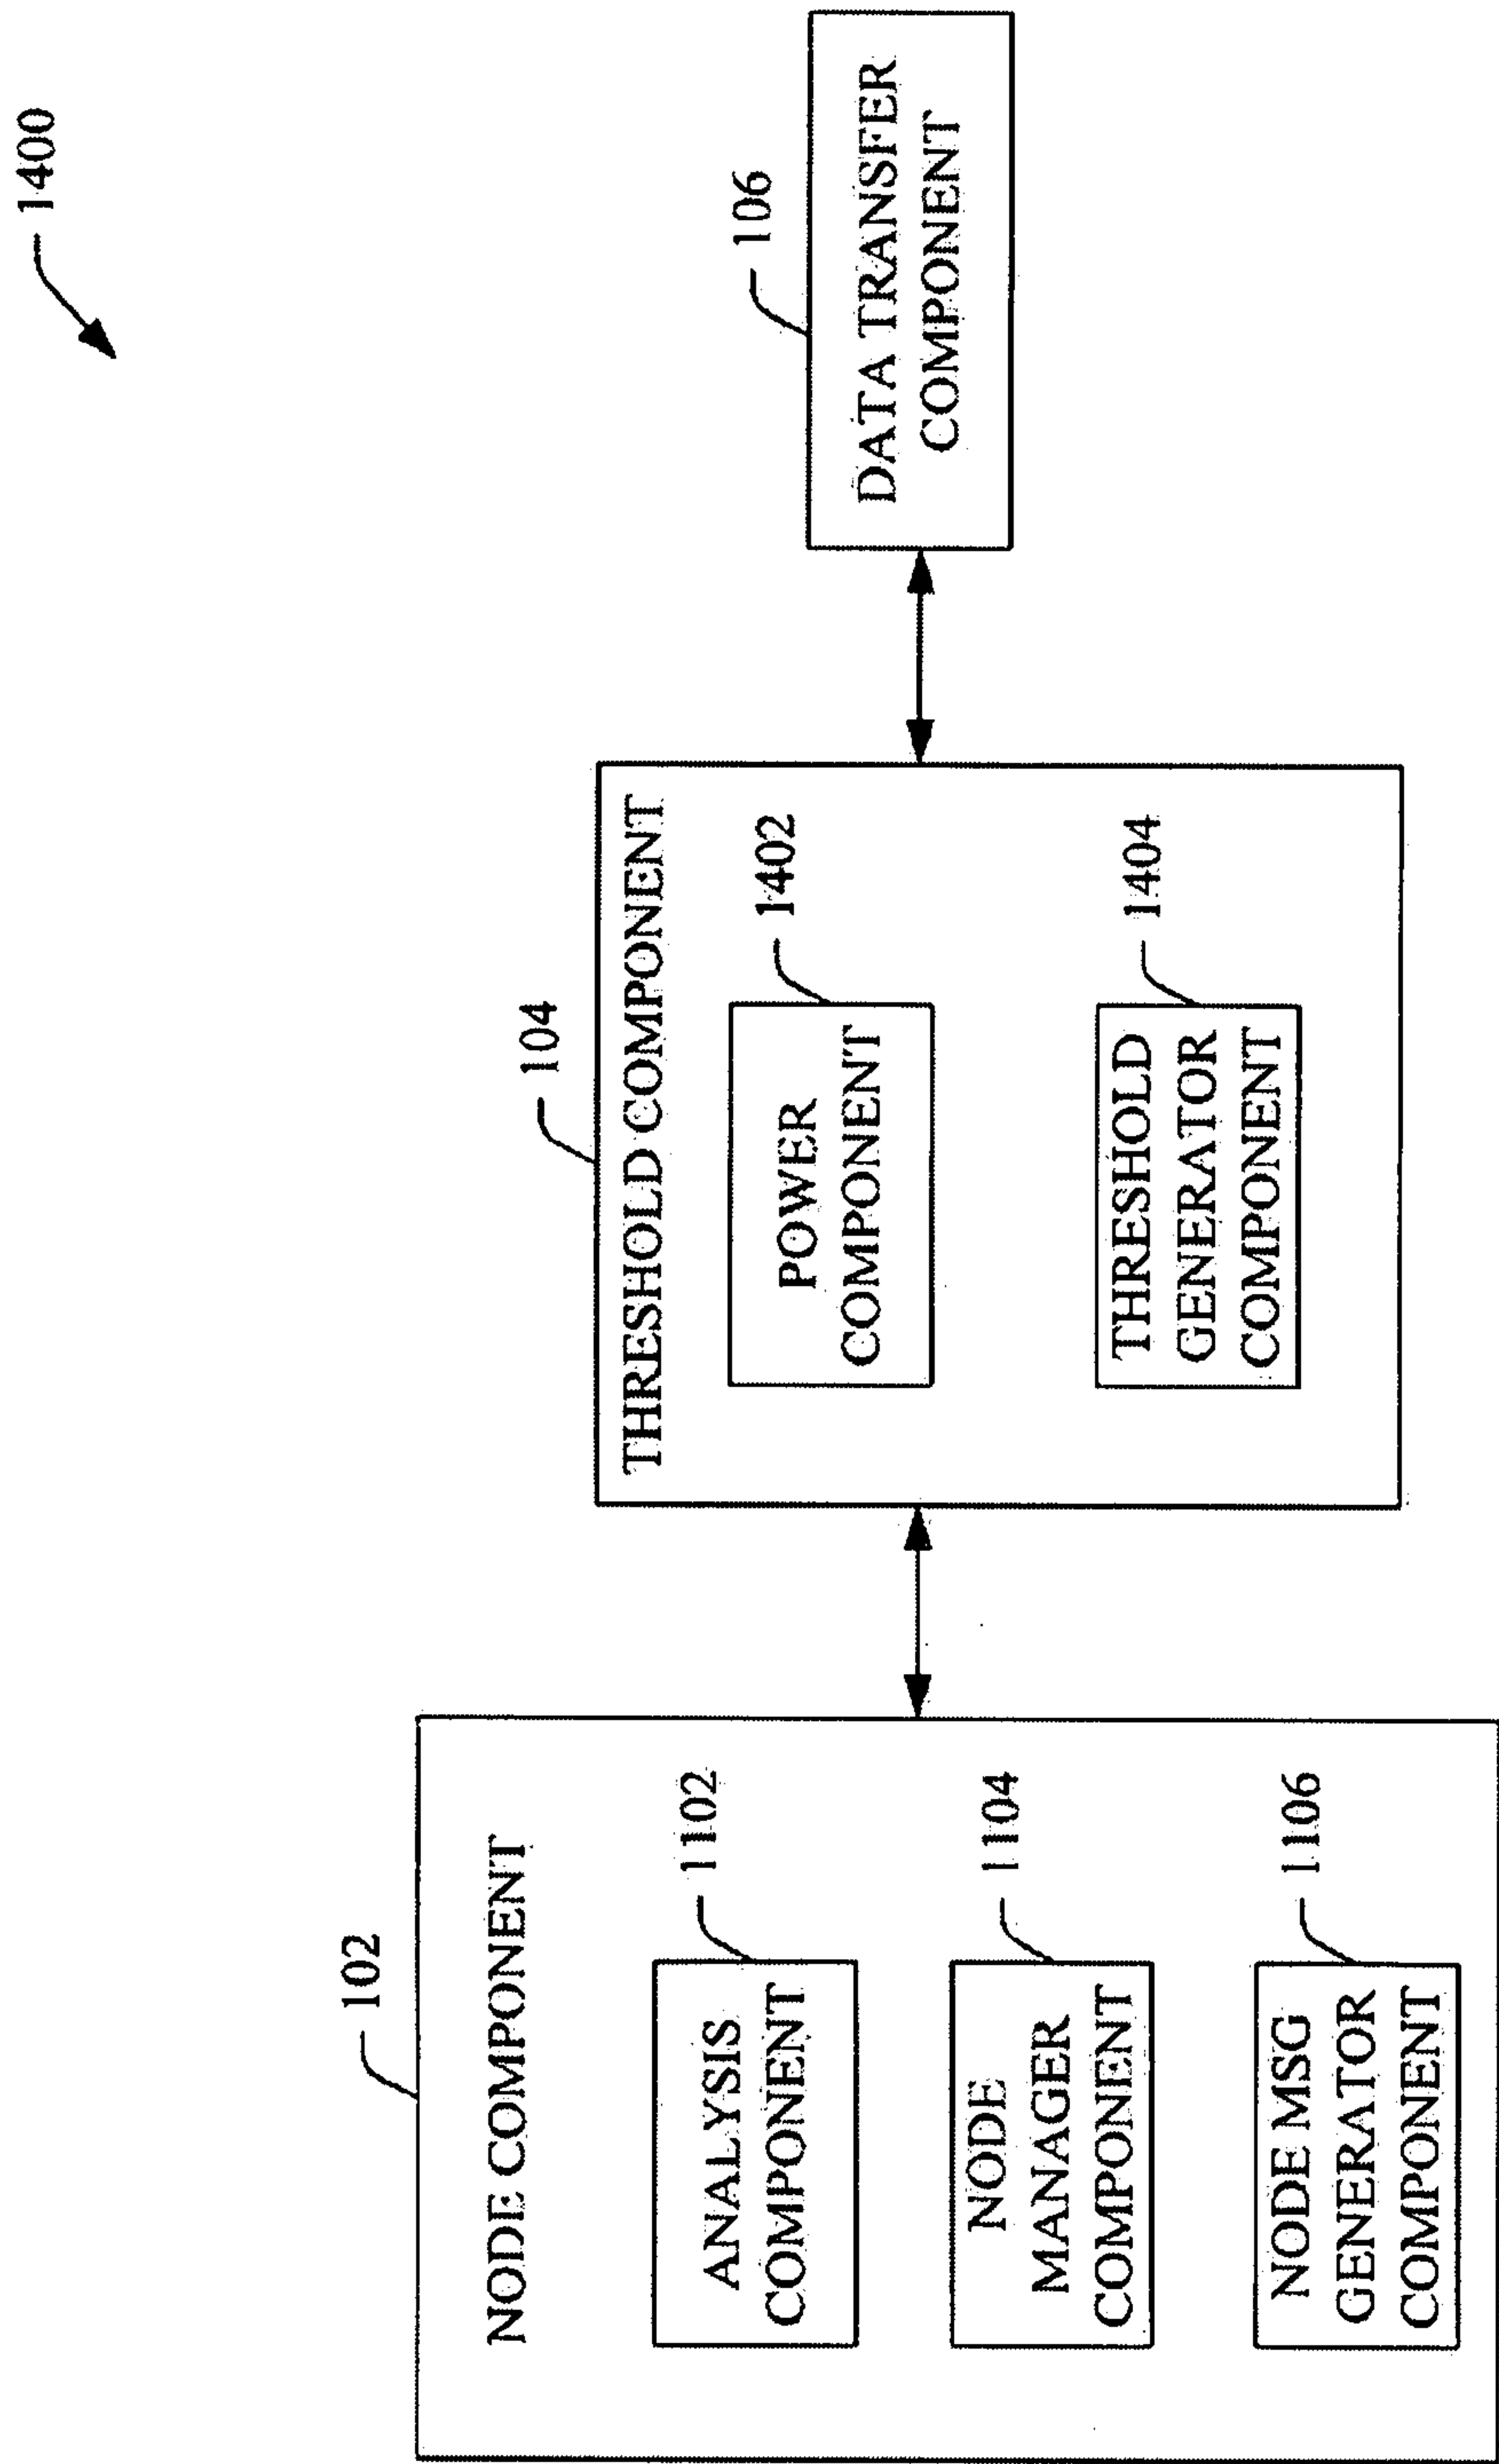 1400
102
NODE COMPONENT
ANALYSIS
COMPONENT
1102
NODE
MANAGER
COMPONENT
1104
NODE MSG
GENERATOR
COMPONENT
1106
104
THRESHOLD COMPONENT
POWER
COMPONENT
1402
THRESHOLD
GENERATOR
COMPONENT
1404
106
DATA TRANSFER
COMPONENT